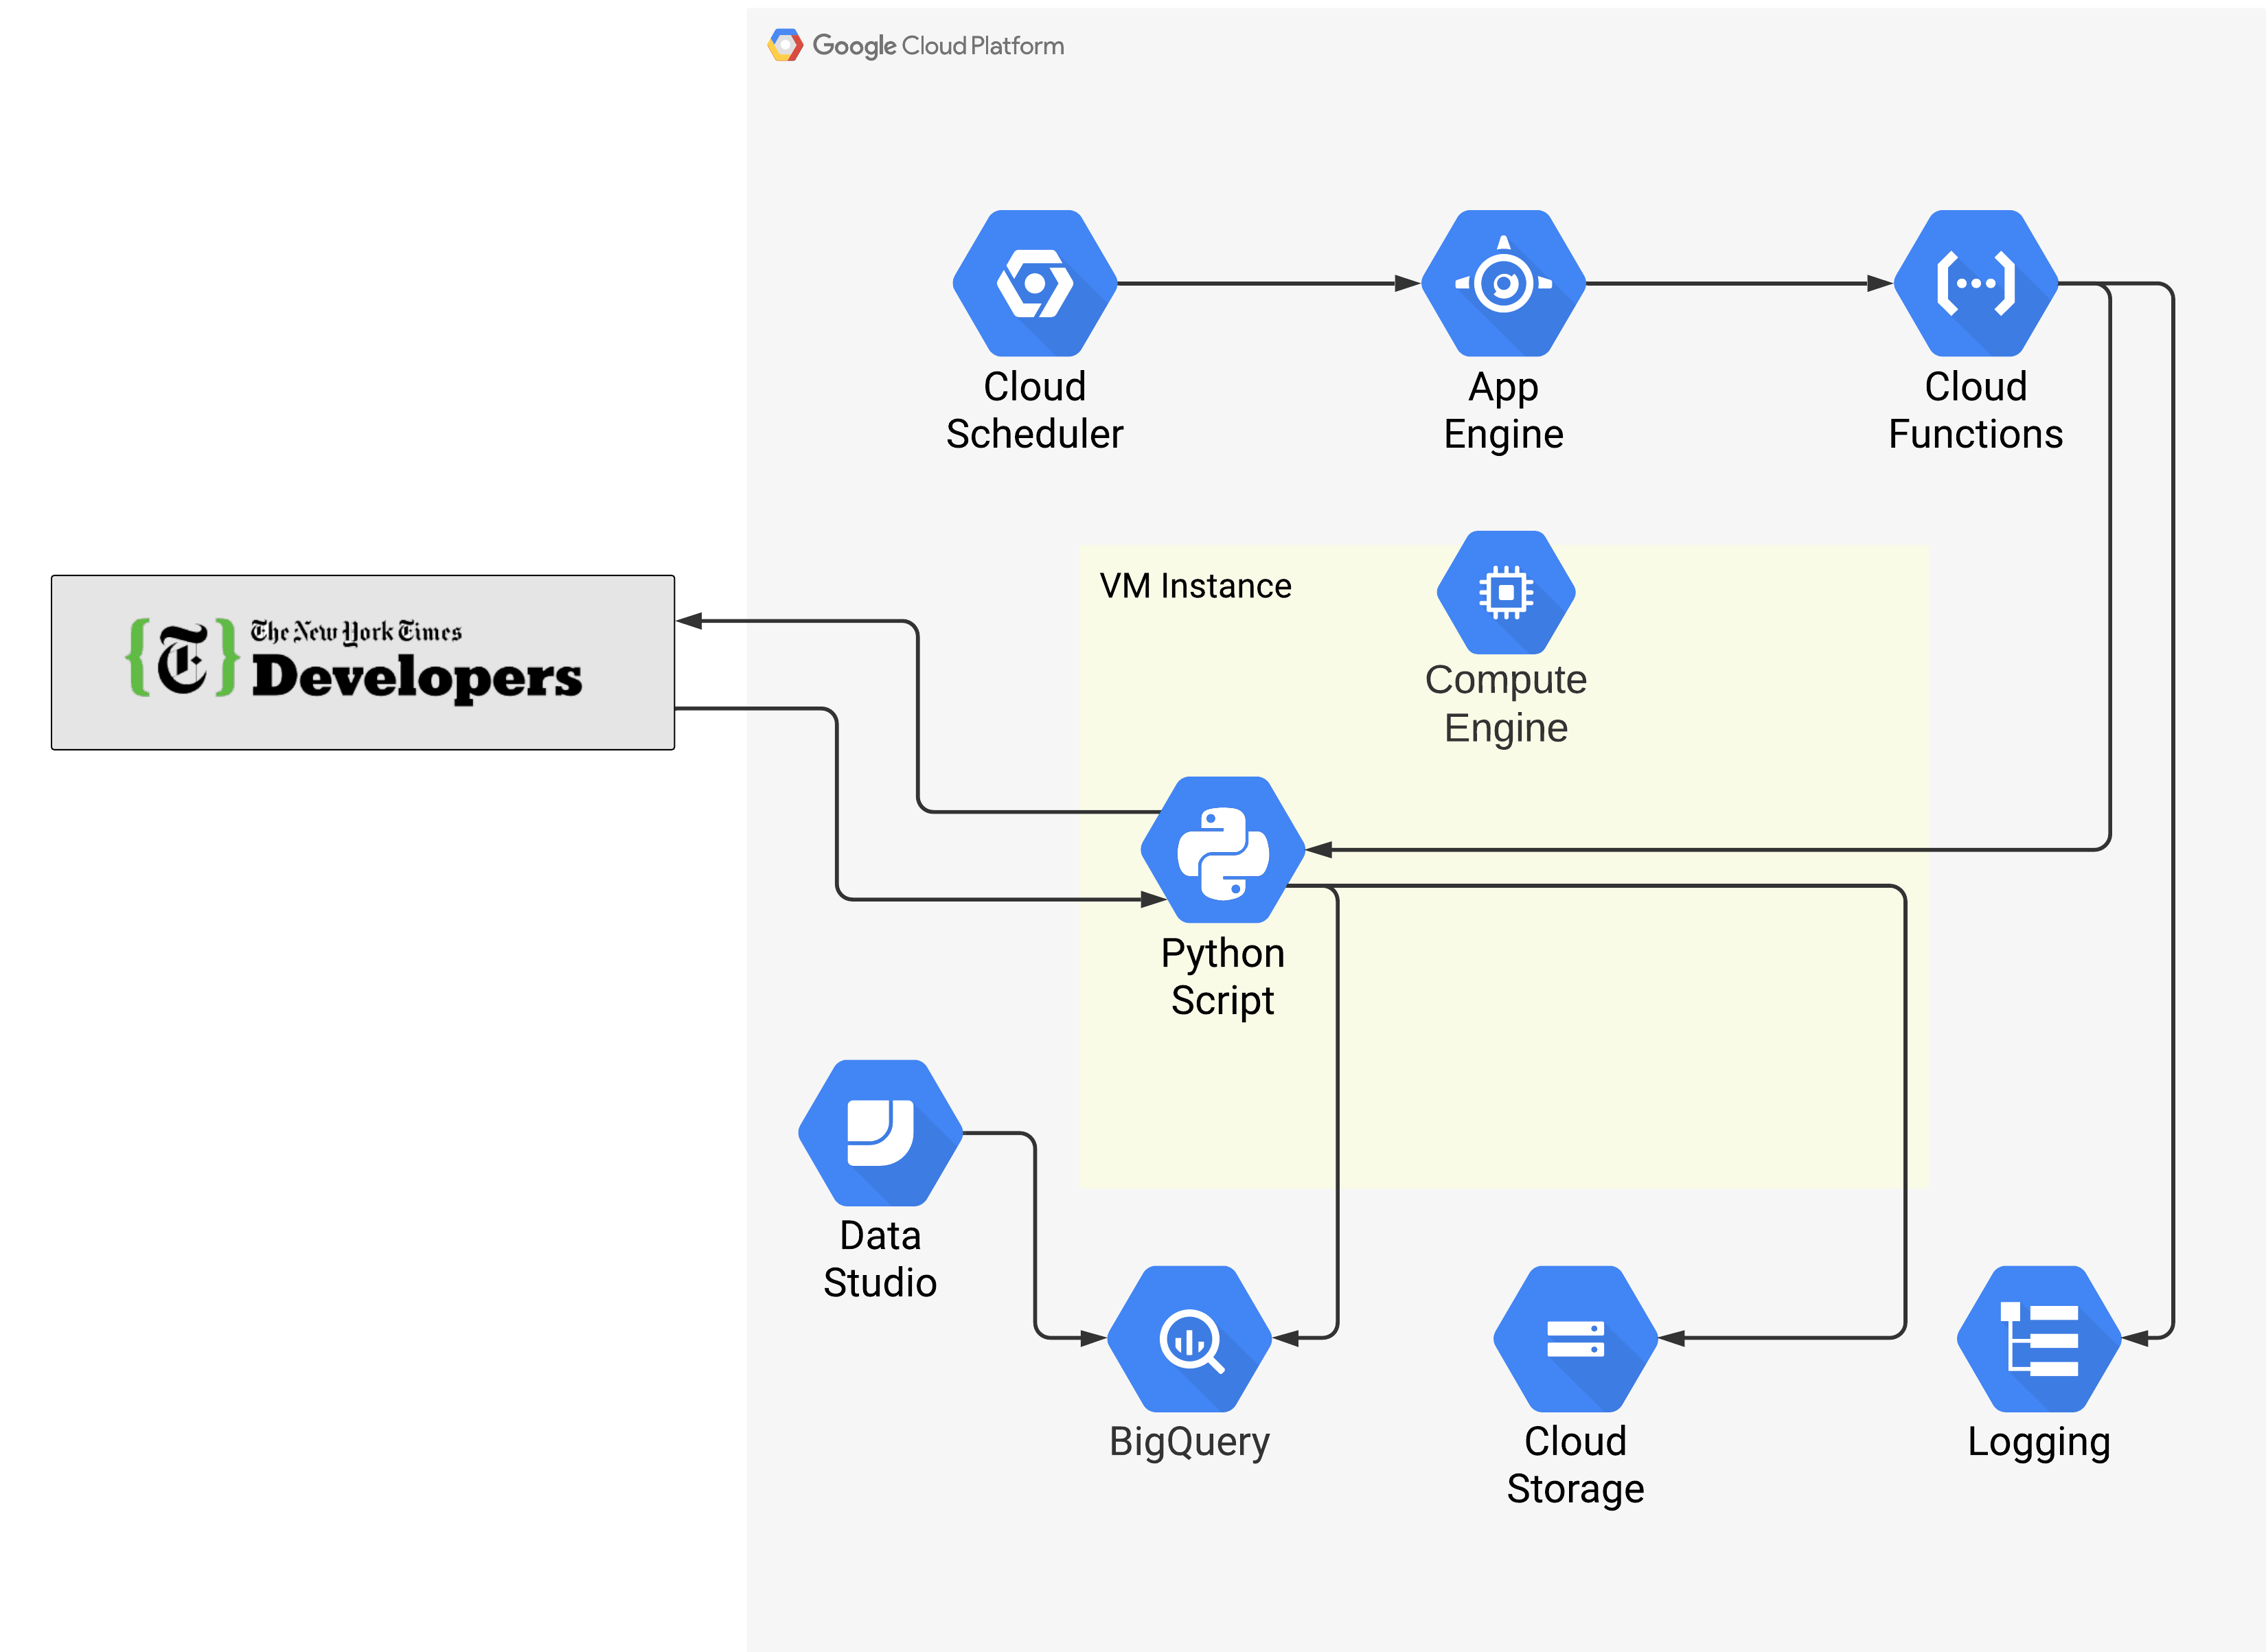 Google Cloud Platform
Cloud
Scheduler
App
Engine
Cloud
Functions
VM Instance
Compute
Engine
{T} The New York Times
Developers
Python
Script
Data
Studio
BigQuery
Cloud
Storage
Logging